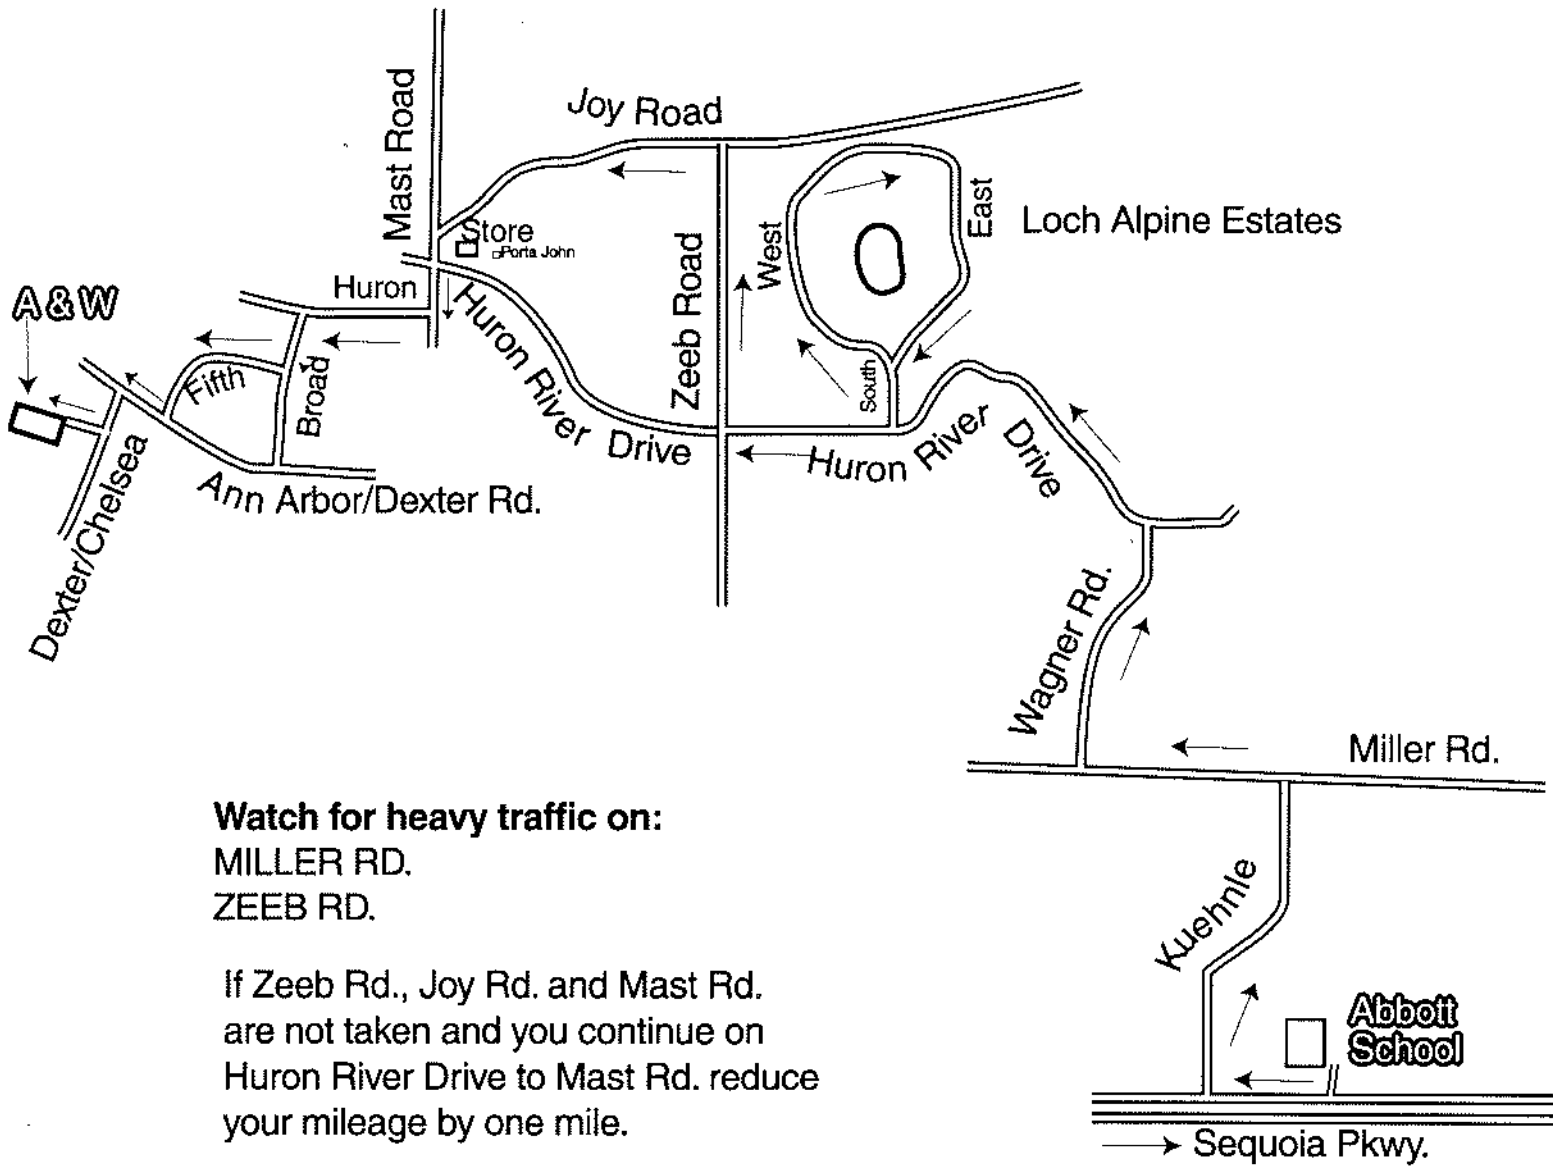 Mast Road
Joy Road
Store
Porta John
Zeeb Road
West
East
Loch Alpine Estates
A & W
Huron
Fifth
Broad
South
Huron River Drive
Huron River Drive
Ann Arbor/Dexter Rd.
Dexter/Chelsea
Wagner Rd.
Miller Rd.
Watch for heavy traffic on:
MILLER RD.
ZEEB RD.
If Zeeb Rd., Joy Rd. and Mast Rd.
are not taken and you continue on
Huron River Drive to Mast Rd. reduce
your mileage by one mile.
Kuehnle
Abbott
School
Sequoia Pkwy.